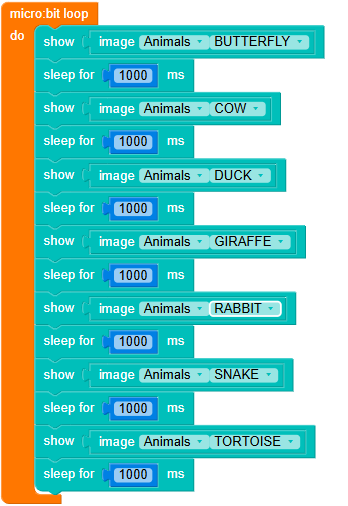 micro:bit loop
do show image Animals BUTTERFLY
sleep for 1000 ms
show image Animals COW
sleep for 1000 ms
show image Animals DUCK
sleep for 1000 ms
show image Animals GIRAFFE
sleep for 1000 ms
show image Animals RABBIT
sleep for 1000 ms
show image Animals SNAKE
sleep for 1000 ms
show image Animals TORTOISE
sleep for 1000 ms